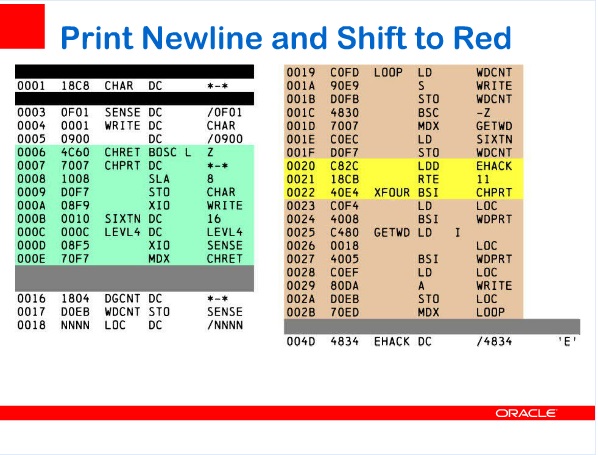 Print Newline and Shift to Red
0001 18C8 CHAR DC *-*
0003 0F01 SENSE DC /0F01
0004 0001 WRITE DC CHAR
0005 0900 DC /0900
0006 4C60 CHRET BOSC L Z
0007 7007 CHPRT DC *-*
0008 1008 SLA 8
0009 D0F7 STO CHAR
000A 08F9 XIO WRITE
000B 0010 SIXTN DC 16
000C 000C LEVL4 DC LEVL4
000D 08F5 XIO SENSE
000E 70F7 MDX CHRET
0016 1804 DGCNT DC *-*
0017 D0EB WDCNT STO SENSE
0018 NNNN LOC DC /NNNN
0019 C0FD LOOP LD WDCNT
001A 90E9 S WRITE
001B D0FB STO WDCNT
001C 4830 BSC -Z
001D 7007 MDX GETWD
001E C0EC LD SIXTN
001F D0F7 STO WDCNT
0020 C82C LDD EHACK
0021 18CB RTE 11
0022 40E4 XFOUR BSI CHPRT
0023 C0F4 LD LOC
0024 4008 BSI WDPRT
0025 C480 GETWD LD I
0026 0018 LOC
0027 4005 BSI WDPRT
0028 C0EF LD LOC
0029 80DA A WRITE
002A D0EB STO LOC
002B 70ED MDX LOOP
004D 4834 EHACK DC /4834 'E'
ORACLE